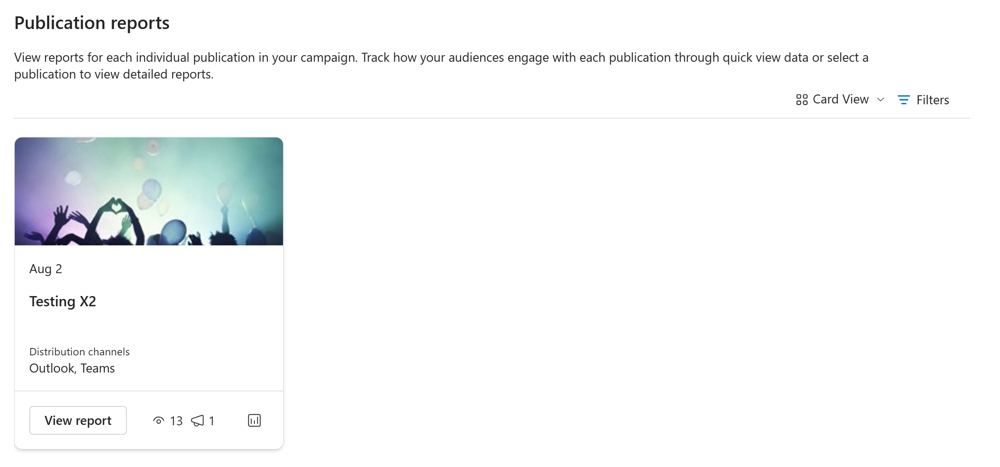 Publication reports
View reports for each individual publication in your campaign. Track how your audiences engage with each publication through quick view data or select a
publication to view detailed reports.
Card View
Filters
Aug 2
Testing X2
Distribution channels
Outlook, Teams
View report
13
1